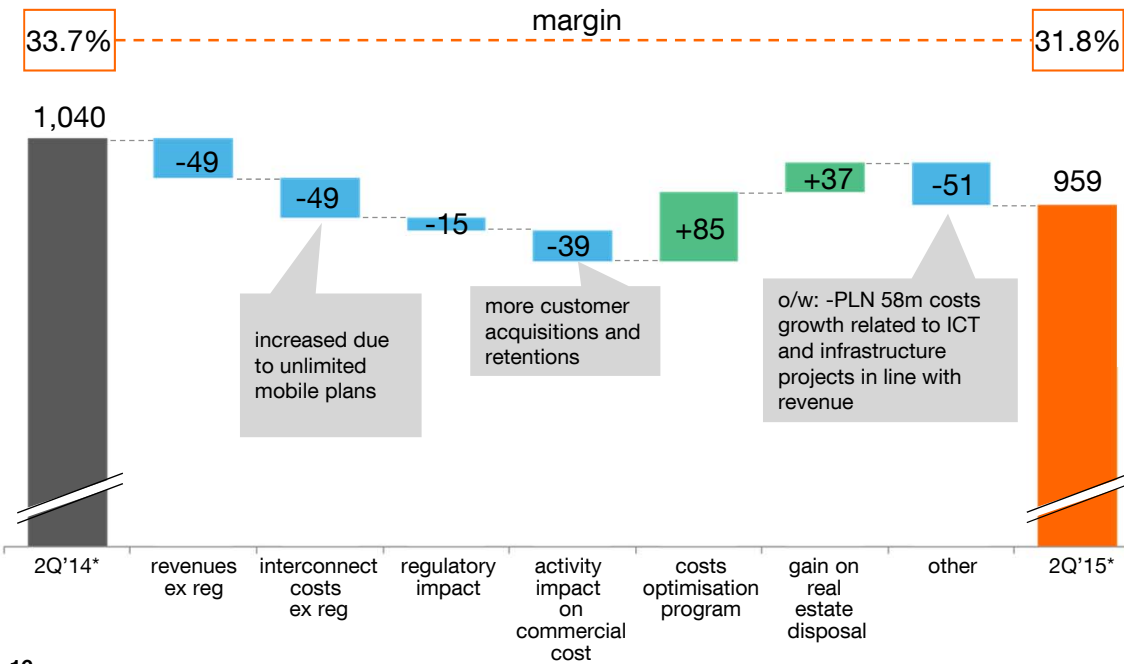 margin
33.7%
31.8%
1,040
-49
-49
-15
-39
+85
+37
-51
959
increased due
to unlimited
mobile plans
more customer
acquisitions and
retentions
o/w: -PLN 58m costs
growth related to ICT
and infrastructure
projects in line with
revenue
2Q'14*
revenues
ex reg
interconnect
costs
ex reg
regulatory
impact
activity
impact
on
commercial
cost
costs
optimisation
program
gain on
real
estate
disposal
other
2Q'15*